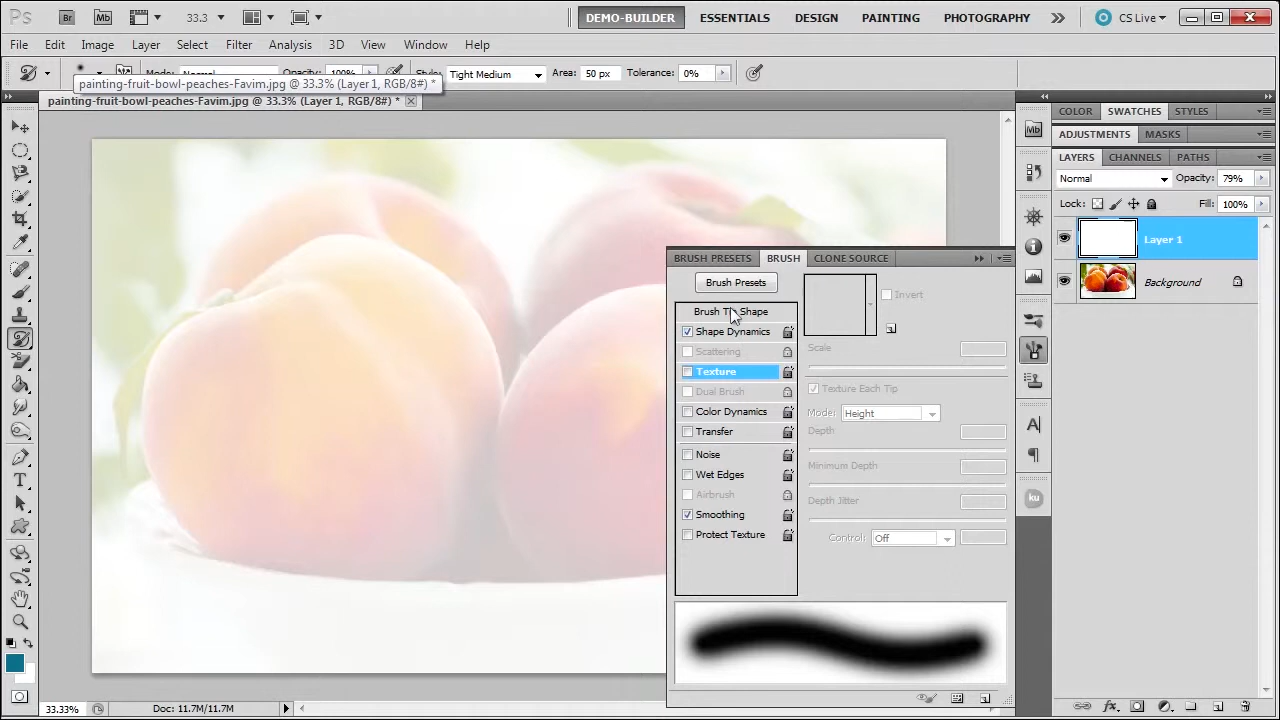 Ps Br Mb 33.3 DEMO-BUILDER ESSENTIALS DESIGN PAINTING PHOTOGRAPHY CS Live
File Edit Image Layer Select Filter Analysis 3D View Window Help
Style: Tight Medium Area: 50 px Tolerance: 0%
painting-fruit-bowl-peaches-Favim.jpg @ 33.3% (Layer 1, RGB/8#) *
painting-fruit-bowl-peaches-Favim.jpg @ 33.3% (Layer 1, RGB/8#) *
COLOR SWATCHES STYLES
ADJUSTMENTS MASKS
LAYERS CHANNELS PATHS
Normal Opacity: 79%
Lock: Fill: 100%
Layer 1
Background
BRUSH PRESETS BRUSH CLONE SOURCE
Brush Presets
Invert
Brush Tip Shape
Shape Dynamics
Scattering
Texture
Dual Brush
Color Dynamics
Transfer
Noise
Wet Edges
Airbrush
Smoothing
Protect Texture
Scale
Texture Each Tip
Mode: Height
Depth
Minimum Depth
Depth Jitter
Control: Off
Mb
A
ku
T
33.33% Doc: 11.7M/11.7M
fx